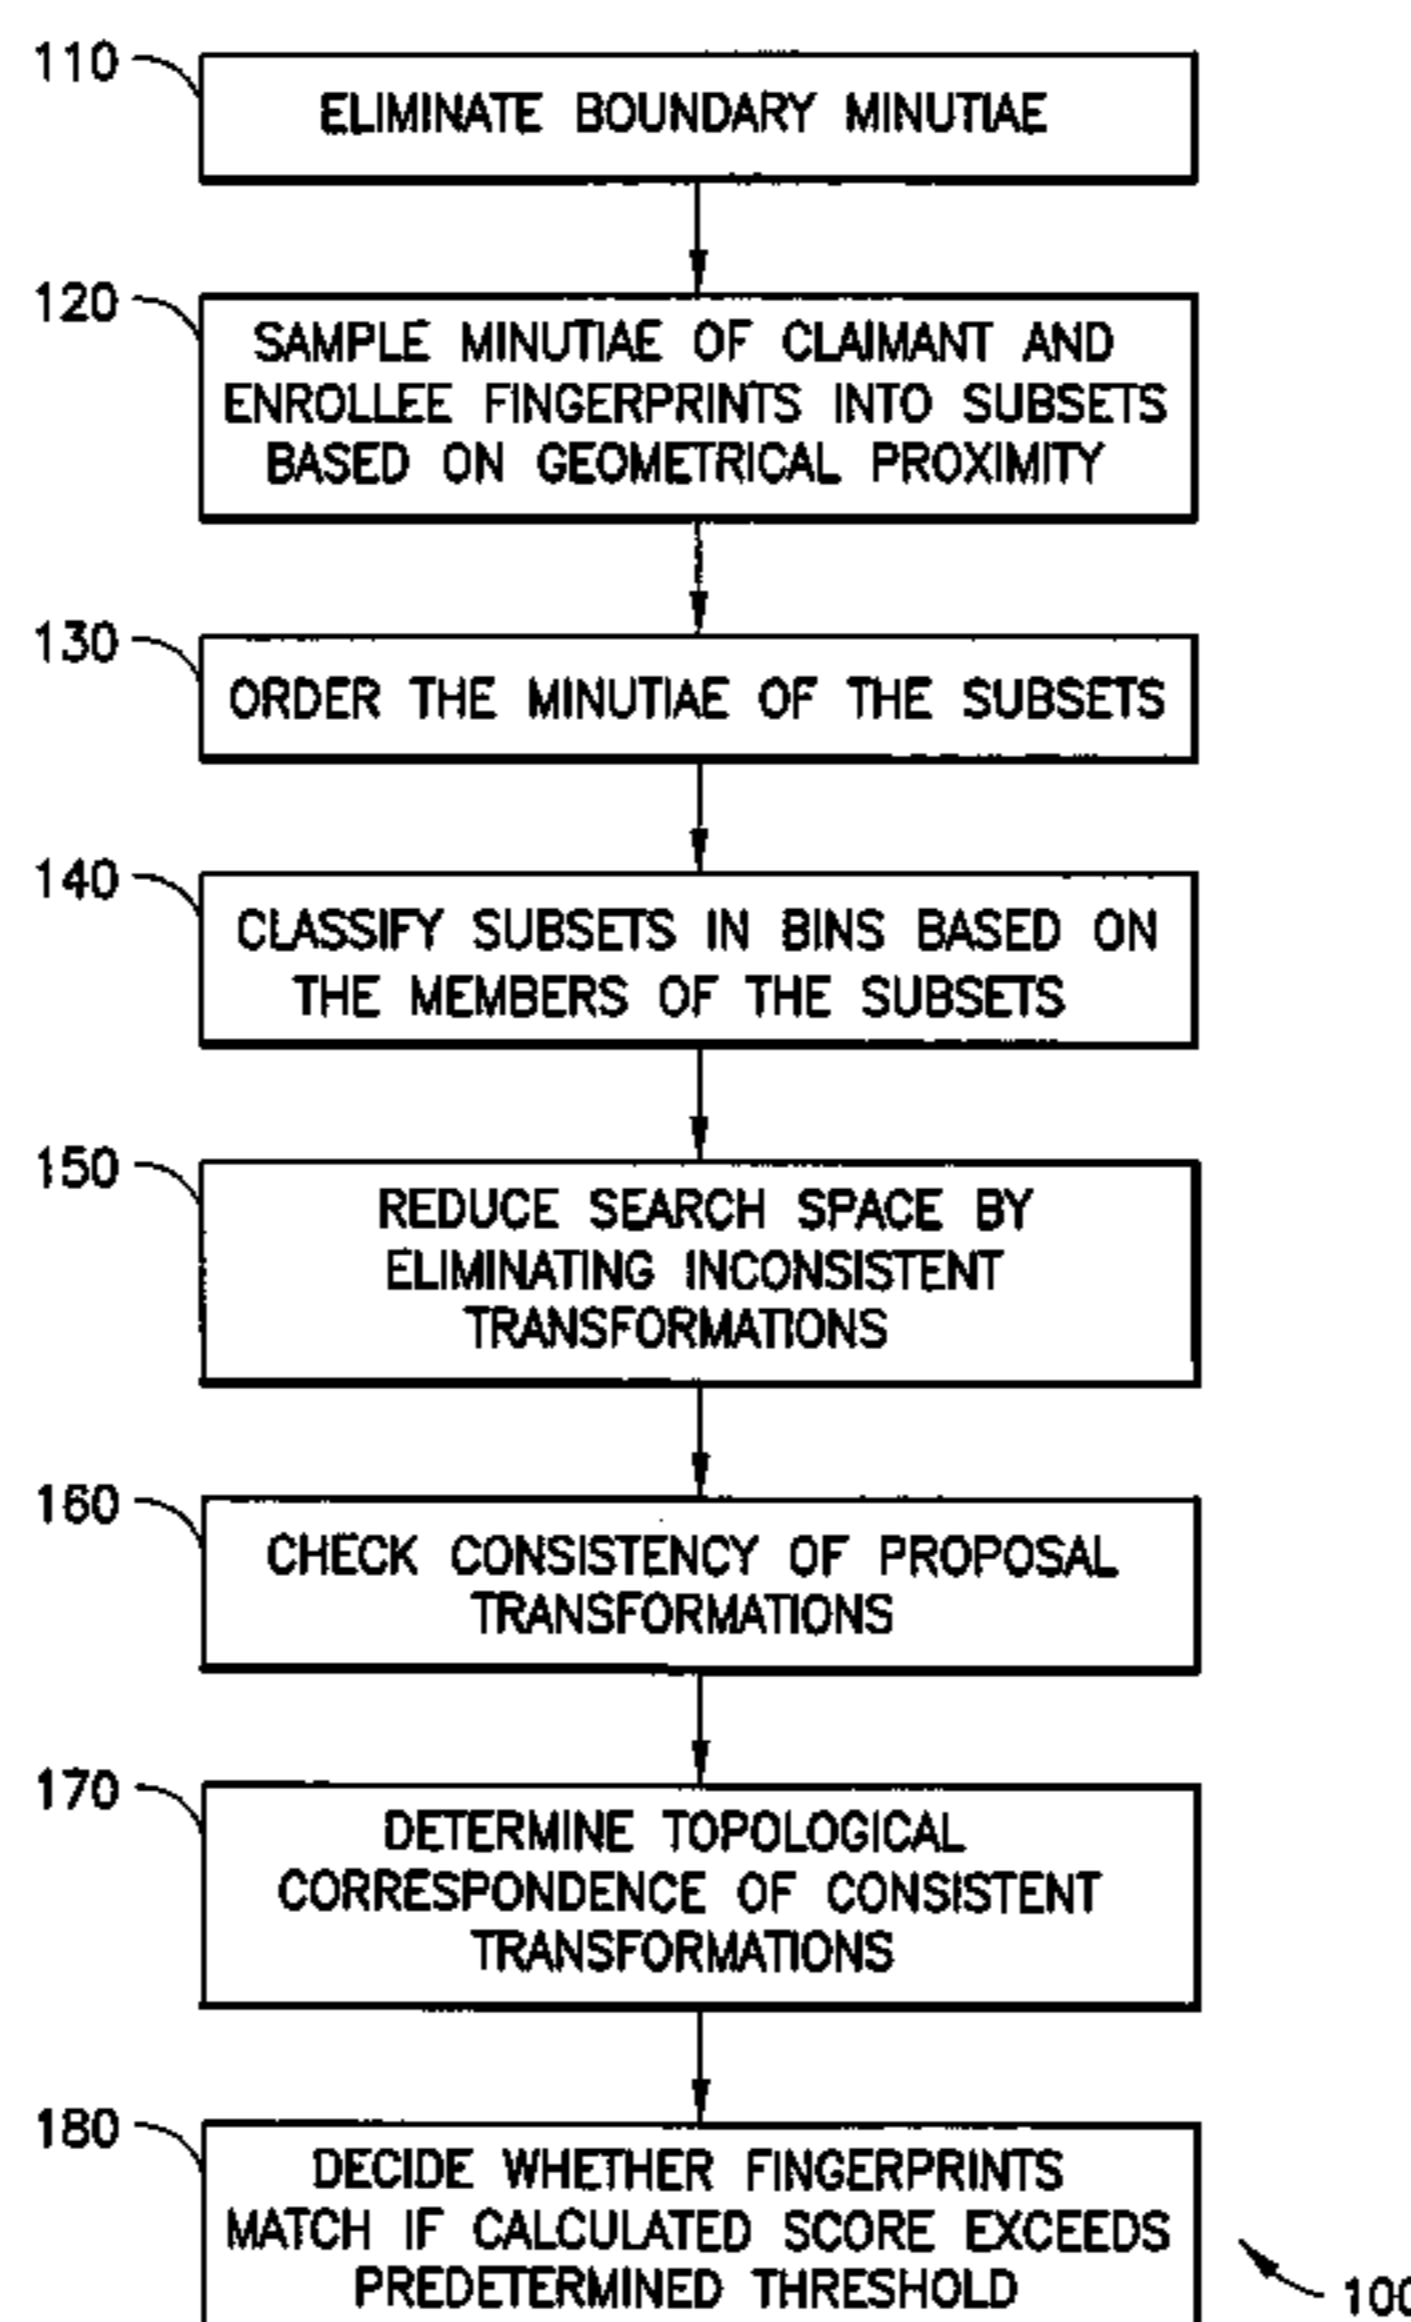 110
ELIMINATE BOUNDARY MINUTIAE
120
SAMPLE MINUTIAE OF CLAIMANT AND
ENROLLEE FINGERPRINTS INTO SUBSETS
BASED ON GEOMETRICAL PROXIMITY
130
ORDER THE MINUTIAE OF THE SUBSETS
140
CLASSIFY SUBSETS IN BINS BASED ON
THE MEMBERS OF THE SUBSETS
150
REDUCE SEARCH SPACE BY
ELIMINATING INCONSISTENT
TRANSFORMATIONS
160
CHECK CONSISTENCY OF PROPOSAL
TRANSFORMATIONS
170
DETERMINE TOPOLOGICAL
CORRESPONDENCE OF CONSISTENT
TRANSFORMATIONS
180
DECIDE WHETHER FINGERPRINTS
MATCH IF CALCULATED SCORE EXCEEDS
PREDETERMINED THRESHOLD
100